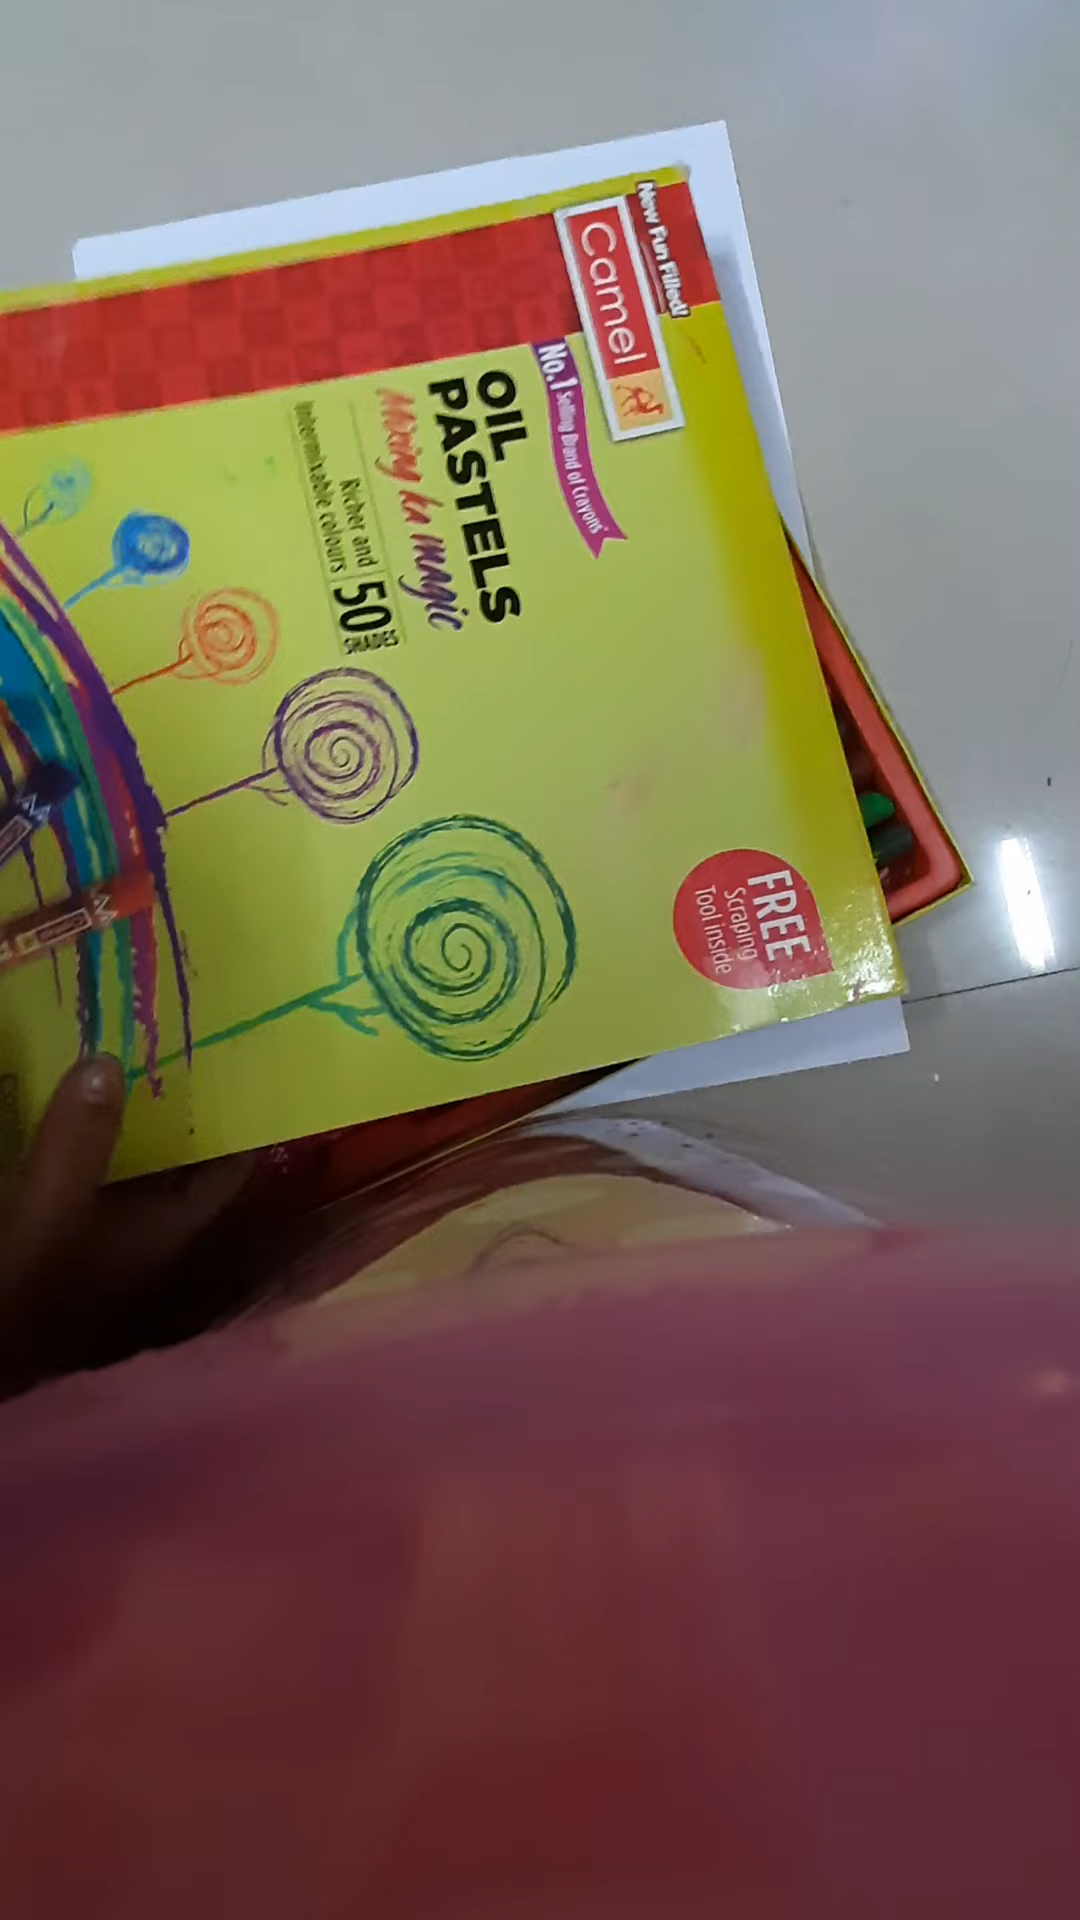 New Fun Filled!
Camel
No.1 Selling Brand of Crayons*
OIL
PASTELS
Mixing ka magic
Richer and
Intermixable colours
50
SHADES
FREE
Scraping
Tool inside